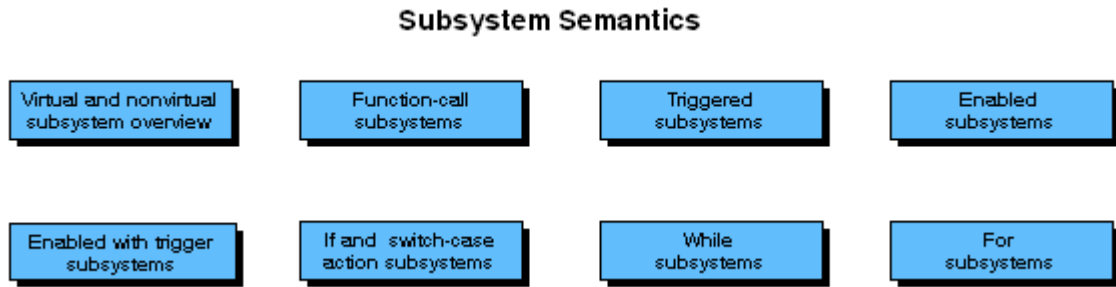 Subsystem Semantics
Virtual and nonvirtual
subsystem overview
Function-call
subsystems
Triggered
subsystems
Enabled
subsystems
Enabled with trigger
subsystems
If and switch-case
action subsystems
While
subsystems
For
subsystems